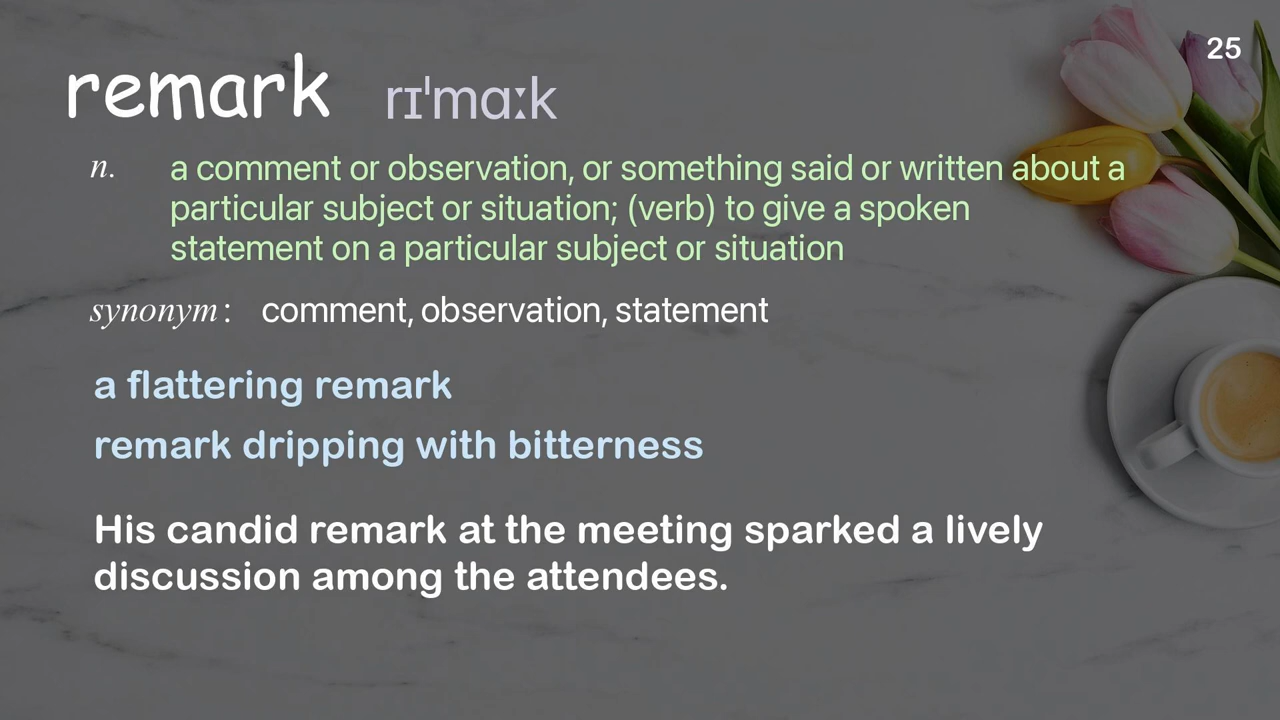 25
remark rɪˈmɑːk
n. a comment or observation, or something said or written about a
particular subject or situation; (verb) to give a spoken
statement on a particular subject or situation
synonym: comment, observation, statement
a flattering remark
remark dripping with bitterness
His candid remark at the meeting sparked a lively
discussion among the attendees.